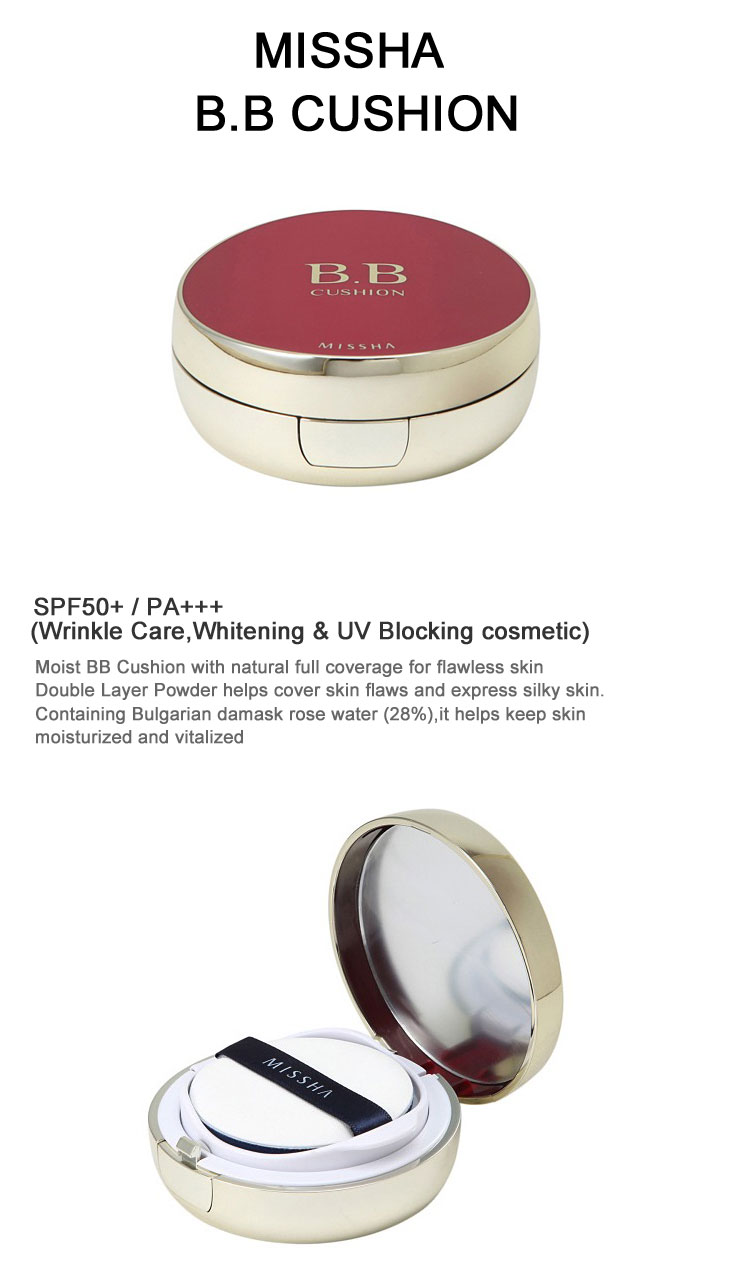 MISSHA
B.B CUSHION
B.B
CUSHION
MISSHA
SPF50+ / PA+++
(Wrinkle Care,Whitening & UV Blocking cosmetic)
Moist BB Cushion with natural full coverage for flawless skin
Double Layer Powder helps cover skin flaws and express silky skin.
Containing Bulgarian damask rose water (28%),it helps keep skin
moisturized and vitalized
MISSHA